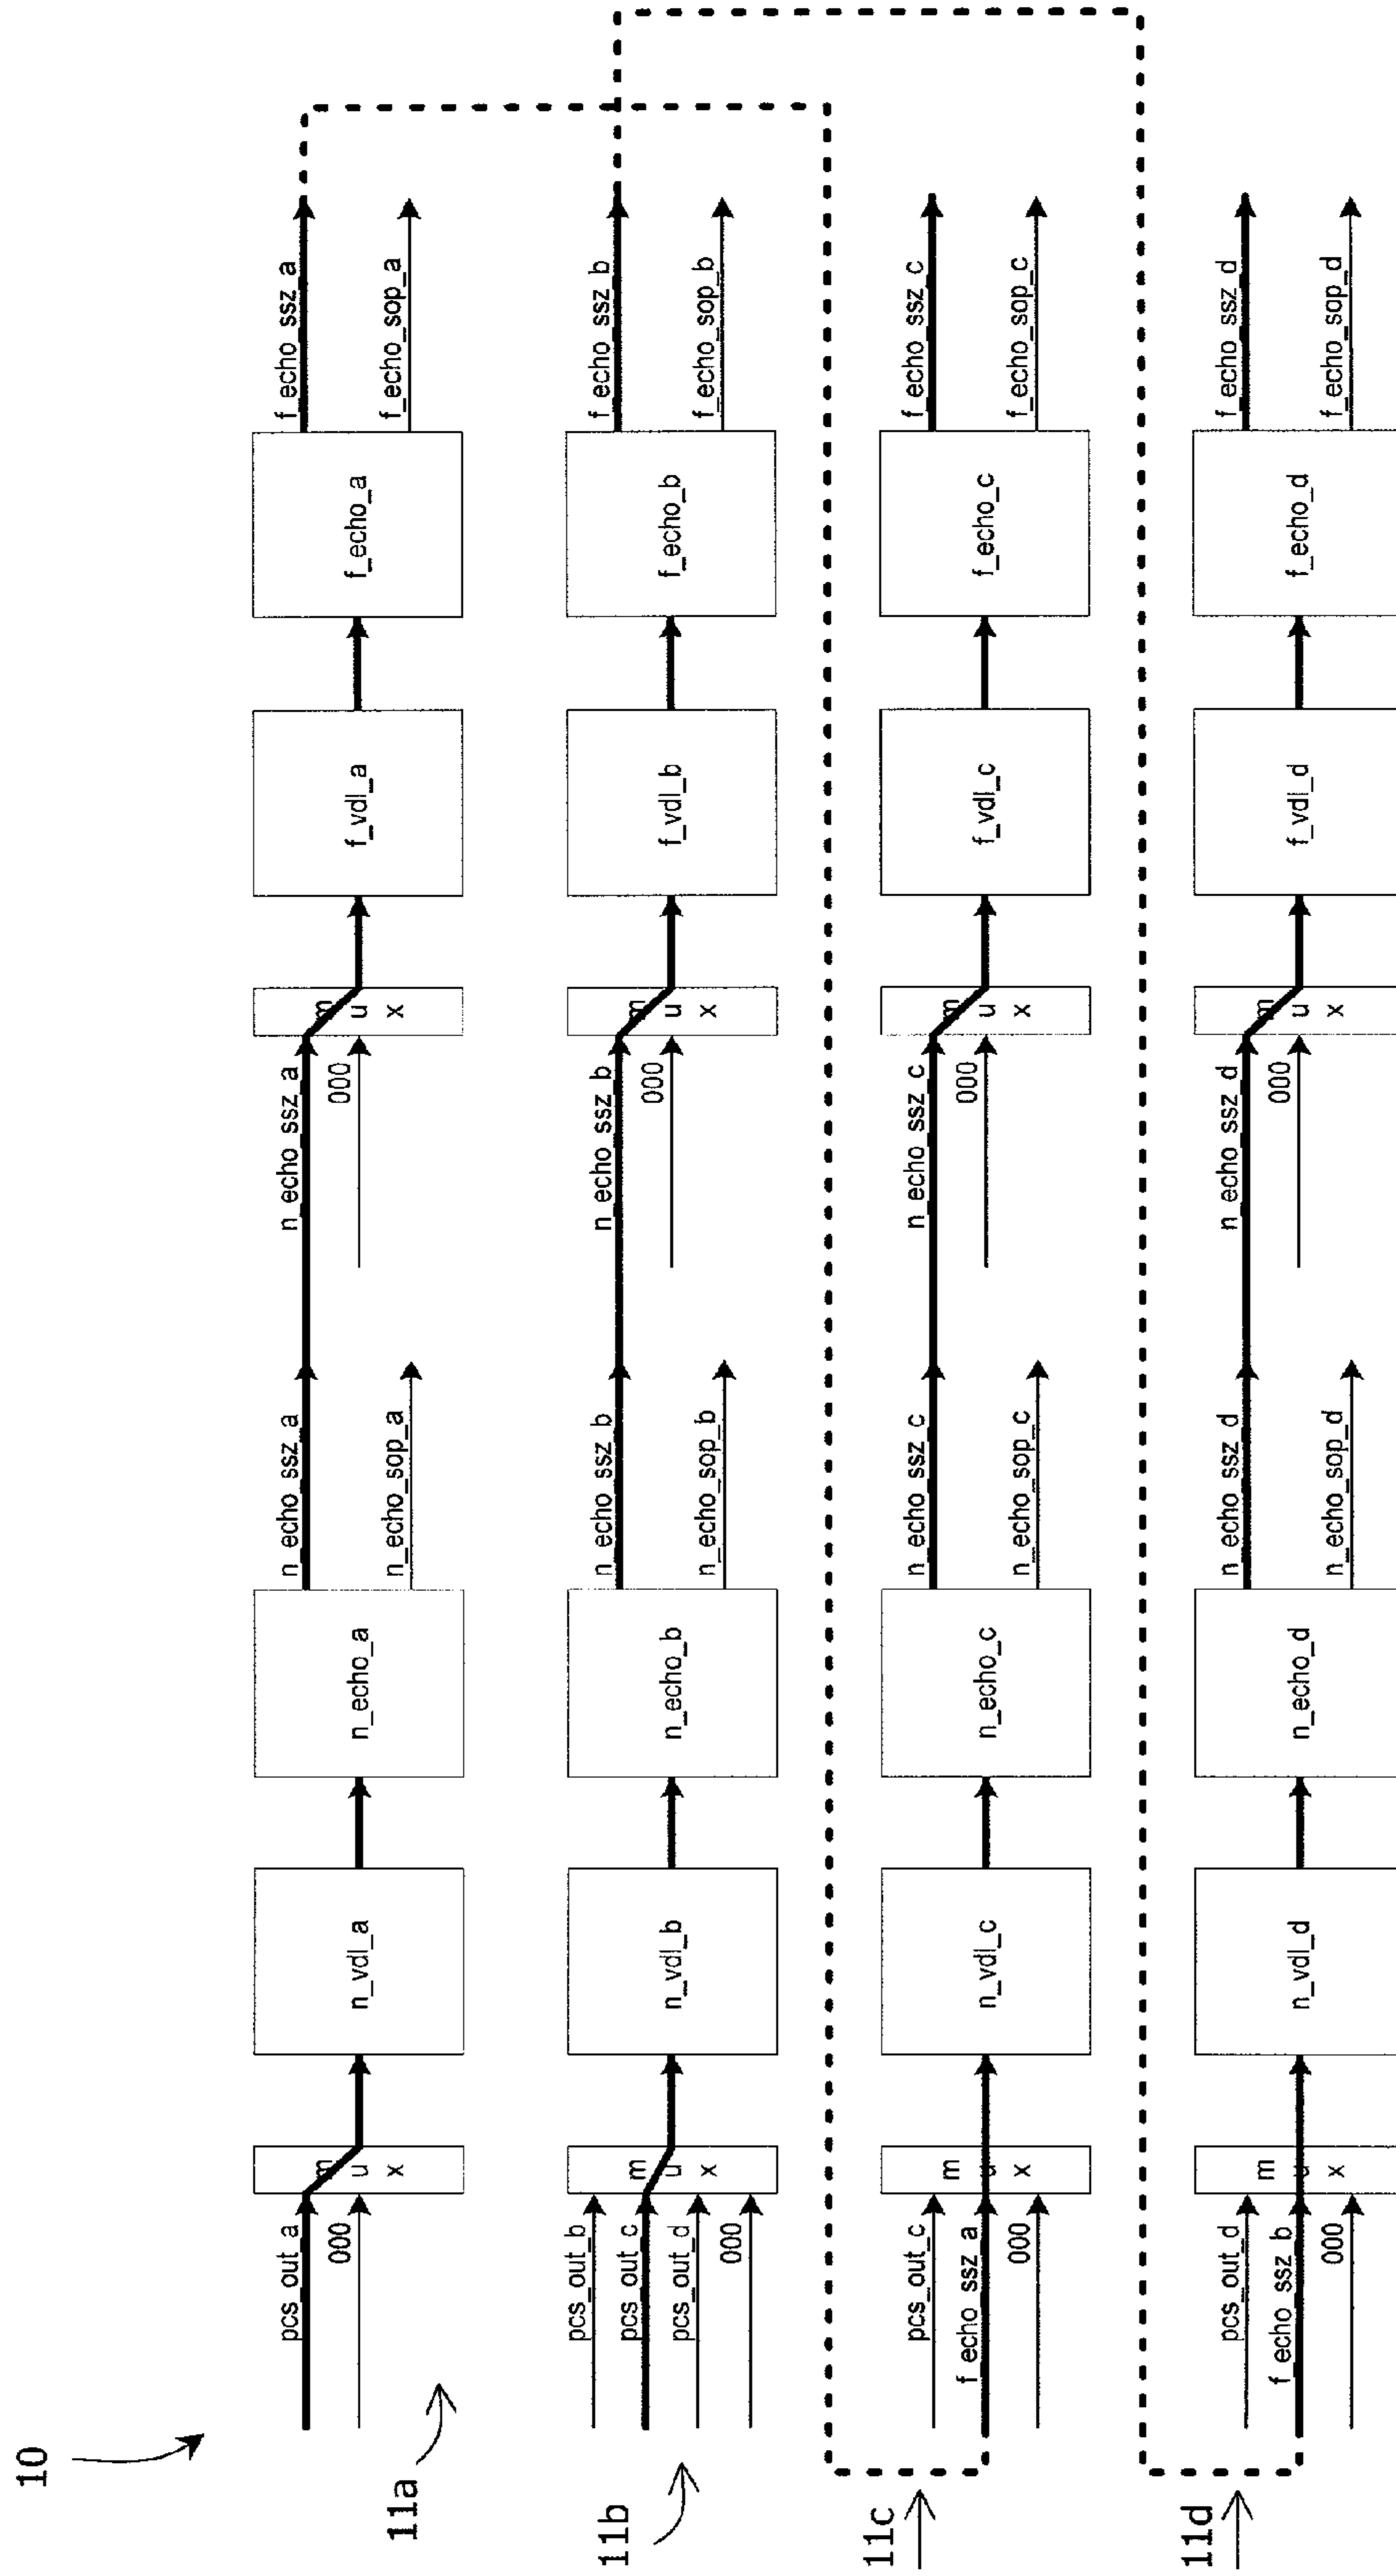 10
11a
pcs_out_a
000
m
u
x
n_vdl_a
n_echo_a
n_echo_ssz_a
n_echo_sop_a
n_echo_ssz_a
000
m
u
x
f_vdl_a
f_echo_a
f_echo_ssz_a
f_echo_sop_a
11b
pcs_out_b
pcs_out_c
pcs_out_d
000
m
u
x
n_vdl_b
n_echo_b
n_echo_ssz_b
n_echo_sop_b
n_echo_ssz_b
000
m
u
x
f_vdl_b
f_echo_b
f_echo_ssz_b
f_echo_sop_b
11c
pcs_out_c
f_echo_ssz_a
000
m
u
x
n_vdl_c
n_echo_c
n_echo_ssz_c
n_echo_sop_c
n_echo_ssz_c
000
m
u
x
f_vdl_c
f_echo_c
f_echo_ssz_c
f_echo_sop_c
11d
pcs_out_d
f_echo_ssz_b
000
m
u
x
n_vdl_d
n_echo_d
n_echo_ssz_d
n_echo_sop_d
n_echo_ssz_d
000
m
u
x
f_vdl_d
f_echo_d
f_echo_ssz_d
f_echo_sop_d